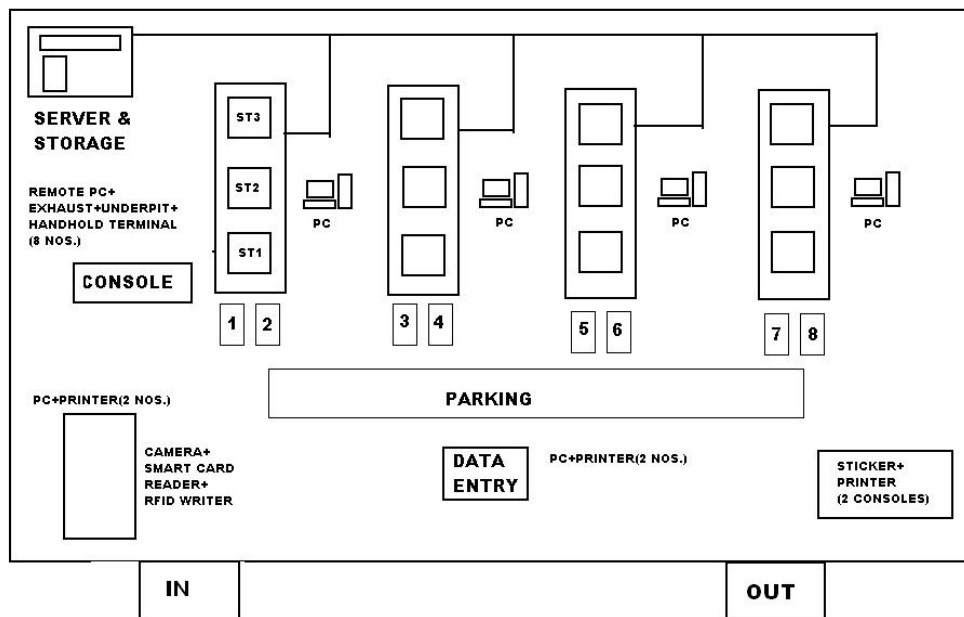 SERVER &
STORAGE
ST3
ST2
ST1
PC
PC
PC
PC
REMOTE PC+
EXHAUST+UNDERPIT+
HANDHOLD TERMINAL
(8 NOS.)
CONSOLE
1 2 3 4 5 6 7 8
PARKING
PC+PRINTER(2 NOS.)
CAMERA+
SMART CARD
READER+
RFID WRITER
DATA
ENTRY
PC+PRINTER(2 NOS.)
STICKER+
PRINTER
(2 CONSOLES)
IN
OUT